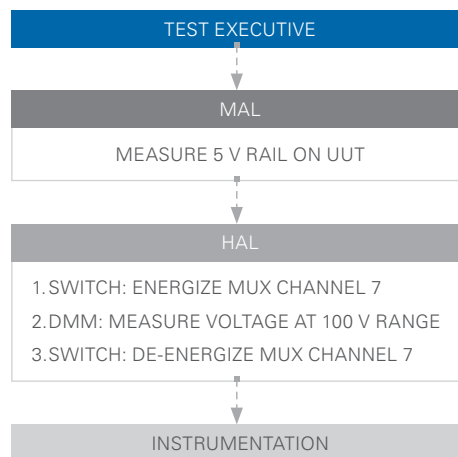 TEST EXECUTIVE
MAL
MEASURE 5 V RAIL ON UUT
HAL
1. SWITCH: ENERGIZE MUX CHANNEL 7
2. DMM: MEASURE VOLTAGE AT 100 V RANGE
3. SWITCH: DE-ENERGIZE MUX CHANNEL 7
INSTRUMENTATION